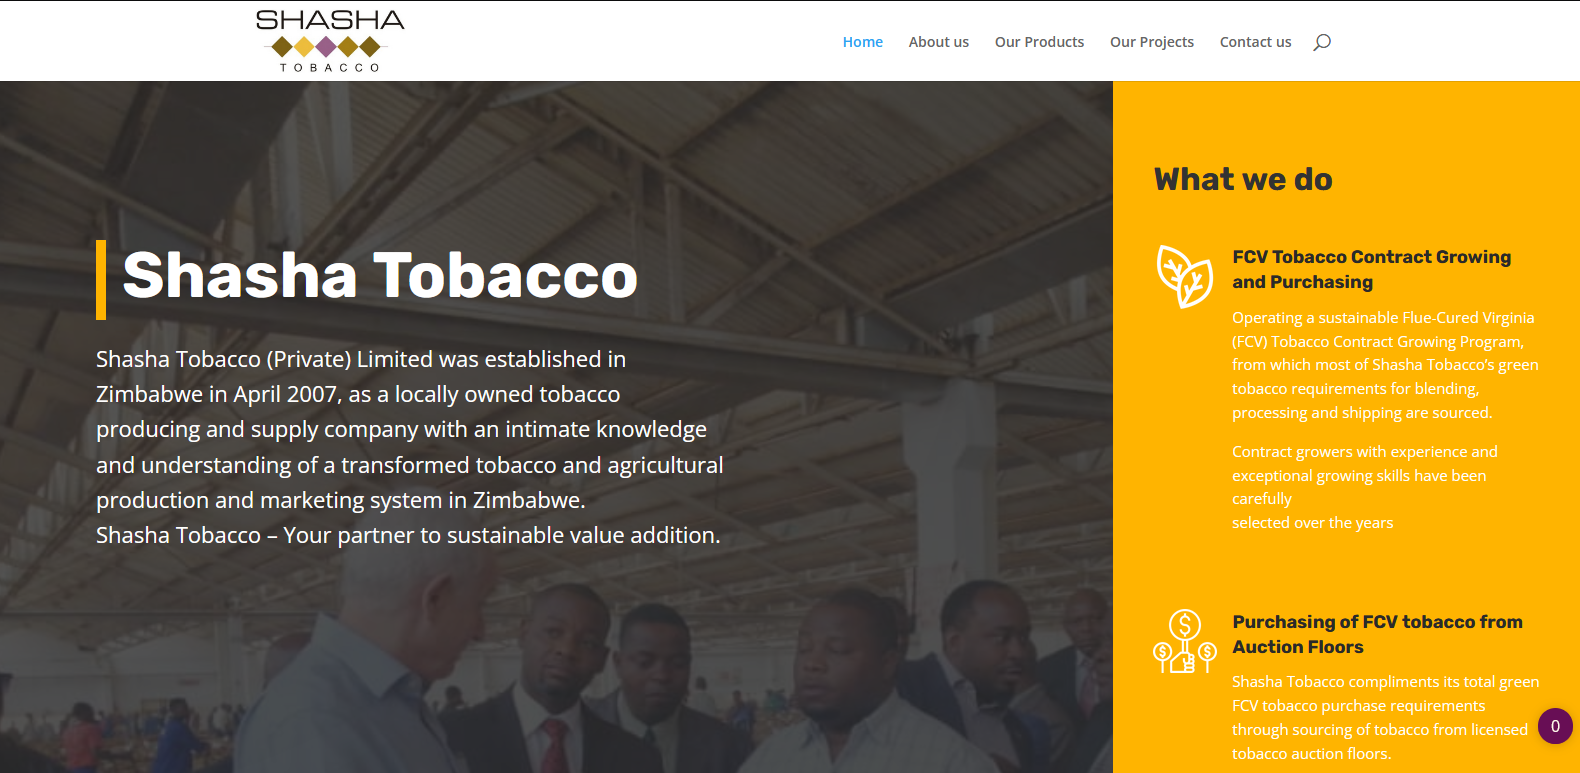 SHASHA
TOBACCO
Home
About us
Our Products
Our Projects
Contact us
Shasha Tobacco
Shasha Tobacco (Private) Limited was established in
Zimbabwe in April 2007, as a locally owned tobacco
producing and supply company with an intimate knowledge
and understanding of a transformed tobacco and agricultural
production and marketing system in Zimbabwe.
Shasha Tobacco – Your partner to sustainable value addition.
What we do
FCV Tobacco Contract Growing
and Purchasing
Operating a sustainable Flue-Cured Virginia
(FCV) Tobacco Contract Growing Program,
from which most of Shasha Tobacco's green
tobacco requirements for blending,
processing and shipping are sourced.
Contract growers with experience and
exceptional growing skills have been
carefully
selected over the years
Purchasing of FCV tobacco from
Auction Floors
Shasha Tobacco compliments its total green
FCV tobacco purchase requirements
through sourcing of tobacco from licensed
tobacco auction floors.
0